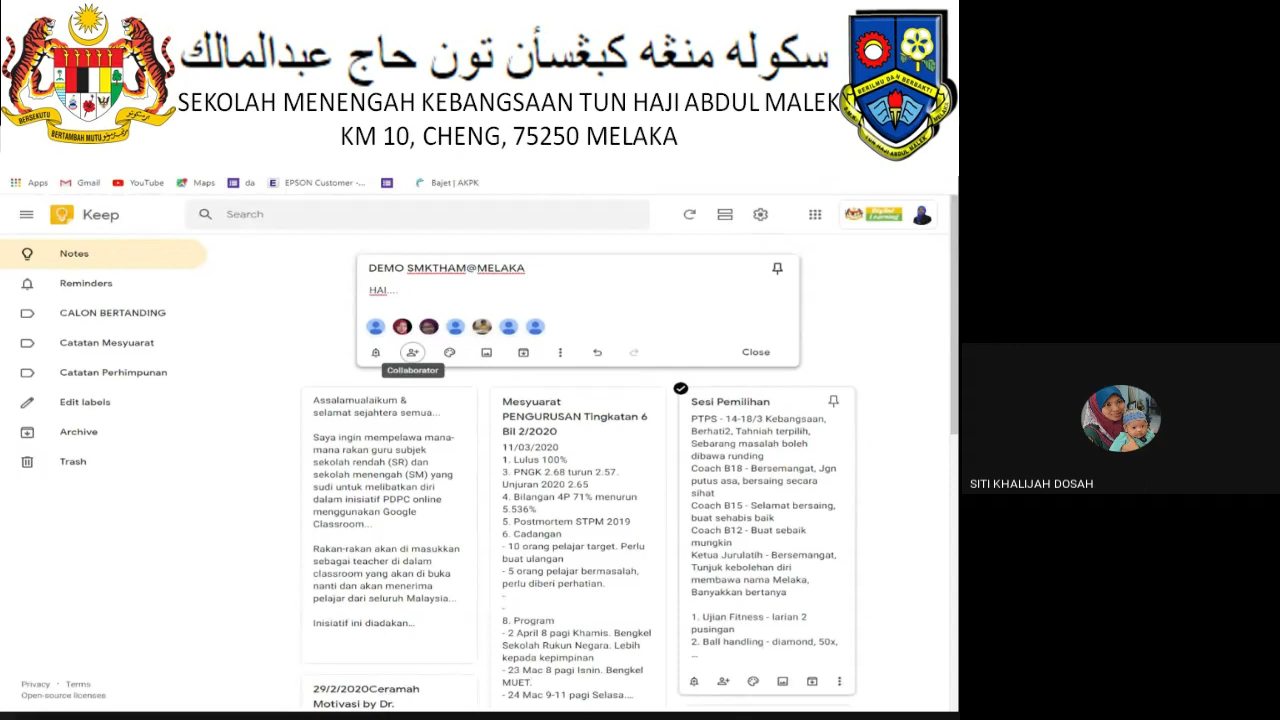 سكوله منڠه كبڠسأن تون حاج عبدالمالك
SEKOLAH MENENGAH KEBANGSAAN TUN HAJI ABDUL MALEK
KM 10, CHENG, 75250 MELAKA
BERSEKUTU
BERTAMBAH MUTU
BERILMU DAN BERBAKTI
TUN HAJI ABDUL MALEK
Apps
Gmail
YouTube
Maps
da
EPSON Customer -...
Bajet | AKPK
Keep
Search
Notes
Reminders
CALON BERTANDING
Catatan Mesyuarat
Catatan Perhimpunan
Edit labels
Archive
Trash
DEMO SMKTHAM@MELAKA
HAI....
Close
Collaborator
Assalamualaikum &
selamat sejahtera semua...
Saya ingin mempelawa mana-
mana rakan guru subjek
sekolah rendah (SR) dan
sekolah menengah (SM) yang
sudi untuk melibatkan diri
dalam inisiatif PDPC online
menggunakan Google
Classroom...
Rakan-rakan akan di masukkan
sebagai teacher di dalam
classroom yang akan di buka
nanti dan akan menerima
pelajar dari seluruh Malaysia...
Inisiatif ini diadakan...
29/2/2020Ceramah
Motivasi by Dr.
Mesyuarat
PENGURUSAN Tingkatan 6
Bil 2/2020
11/03/2020
1. Lulus 100%
3. PNGK 2.68 turun 2.57.
Unjuran 2020 2.65
4. Bilangan 4P 71% menurun
5.536%
5. Postmortem STPM 2019
6. Cadangan
- 10 orang pelajar target. Perlu
buat ulangan
- 5 orang pelajar bermasalah,
perlu diberi perhatian.
-
-
8. Program
- 2 April 8 pagi Khamis. Bengkel
Sekolah Rukun Negara. Lebih
kepada kepimpinan
- 23 Mac 8 pagi Isnin. Bengkel
MUET.
- 24 Mac 9-11 pagi Selasa....
Sesi Pemilihan
PTPS - 14-18/3 Kebangsaan,
Berhati2, Tahniah terpilih,
Sebarang masalah boleh
dibawa runding
Coach B18 - Bersemangat, Jgn
putus asa, bersaing secara
sihat
Coach B15 - Selamat bersaing,
buat sehabis baik
Coach B12 - Buat sebaik
mungkin
Ketua Jurulatih - Bersemangat,
Tunjuk kebolehan diri
membawa nama Melaka,
Banyakkan bertanya
1. Ujian Fitness - larian 2
pusingan
2. Ball handling - diamond, 50x,
...
Privacy · Terms
Open-source licenses
SITI KHALIJAH DOSAH